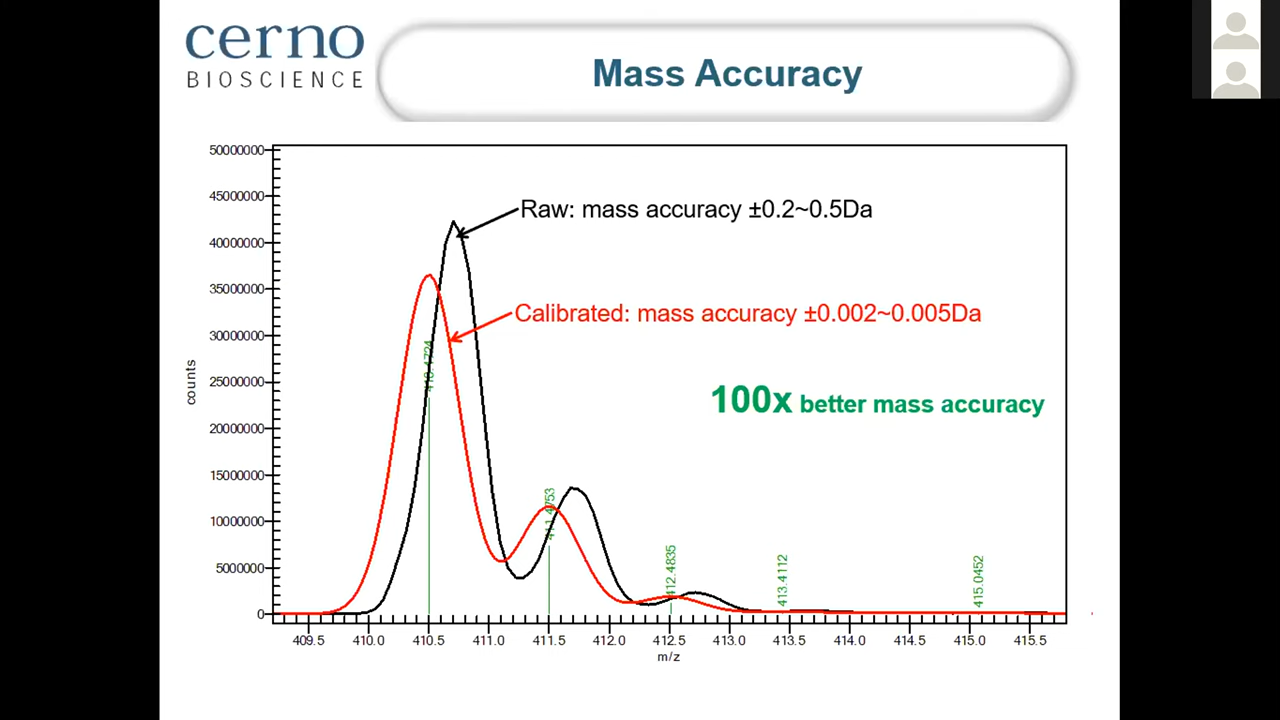 cerno
BIOSCIENCE
Mass Accuracy
50000000
45000000
40000000
35000000
30000000
25000000
20000000
15000000
10000000
5000000
0
counts
Raw: mass accuracy ±0.2~0.5Da
Calibrated: mass accuracy ±0.002~0.005Da
100x better mass accuracy
411.4753
412.4835
413.4112
415.0452
409.5 410.0 410.5 411.0 411.5 412.0 412.5 413.0 413.5 414.0 414.5 415.0 415.5
m/z